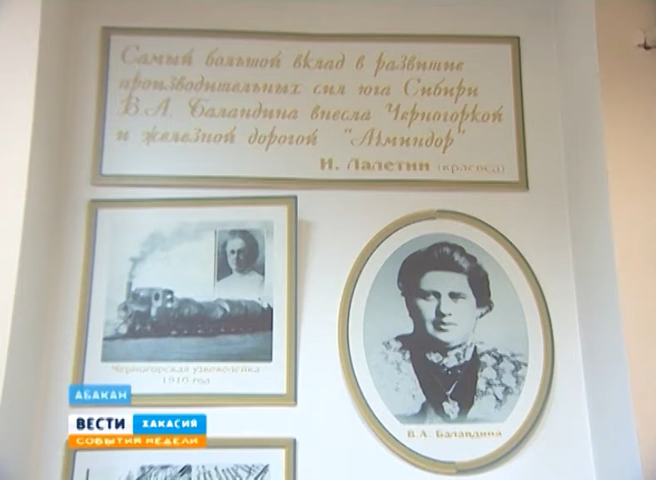 Самый большой вклад в развитие
производительных сил юга Сибири
В.А. Баландина внесла Черногоркой
и железной дорогой "Ачминдор"
И. Лалетин (краевед)
Черногорская узкоколейка
1910 год
В.А. Баландина
АБАКАН
ВЕСТИ ХАКАСИЯ
СОБЫТИЯ НЕДЕЛИ